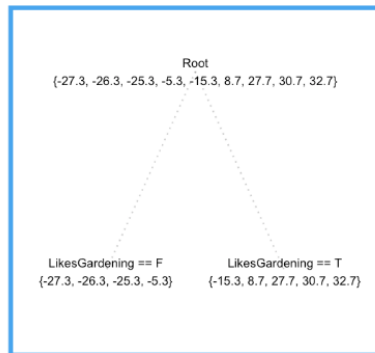 Root
{-27.3, -26.3, -25.3, -5.3, -15.3, 8.7, 27.7, 30.7, 32.7}
LikesGardening == F
{-27.3, -26.3, -25.3, -5.3}
LikesGardening == T
{-15.3, 8.7, 27.7, 30.7, 32.7}